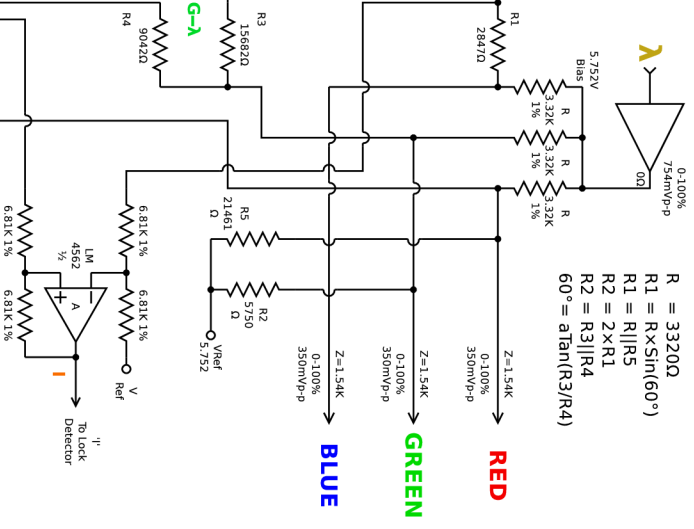 λ
0-100%
754mVp-p
0Ω
5.752V
Bias
R
3.32K
1%
R
3.32K
1%
R
3.32K
1%
R1
2847Ω
R3
15682Ω
G-λ
R4
9042Ω
R = 3320Ω
R1 = R×Sin(60°)
R1 = R||R5
R2 = 2×R1
R2 = R3||R4
60°= aTan(R3/R4)
R5
21461
Ω
R2
5750
Ω
VRef
5.752
6.81K 1%
6.81K 1%
6.81K 1%
6.81K 1%
LM
4562
½
A
+
−
V
Ref
I
'I'
To Lock
Detector
Z=1.54K
0-100%
350mVp-p
Z=1.54K
0-100%
350mVp-p
Z=1.54K
0-100%
350mVp-p
RED
GREEN
BLUE